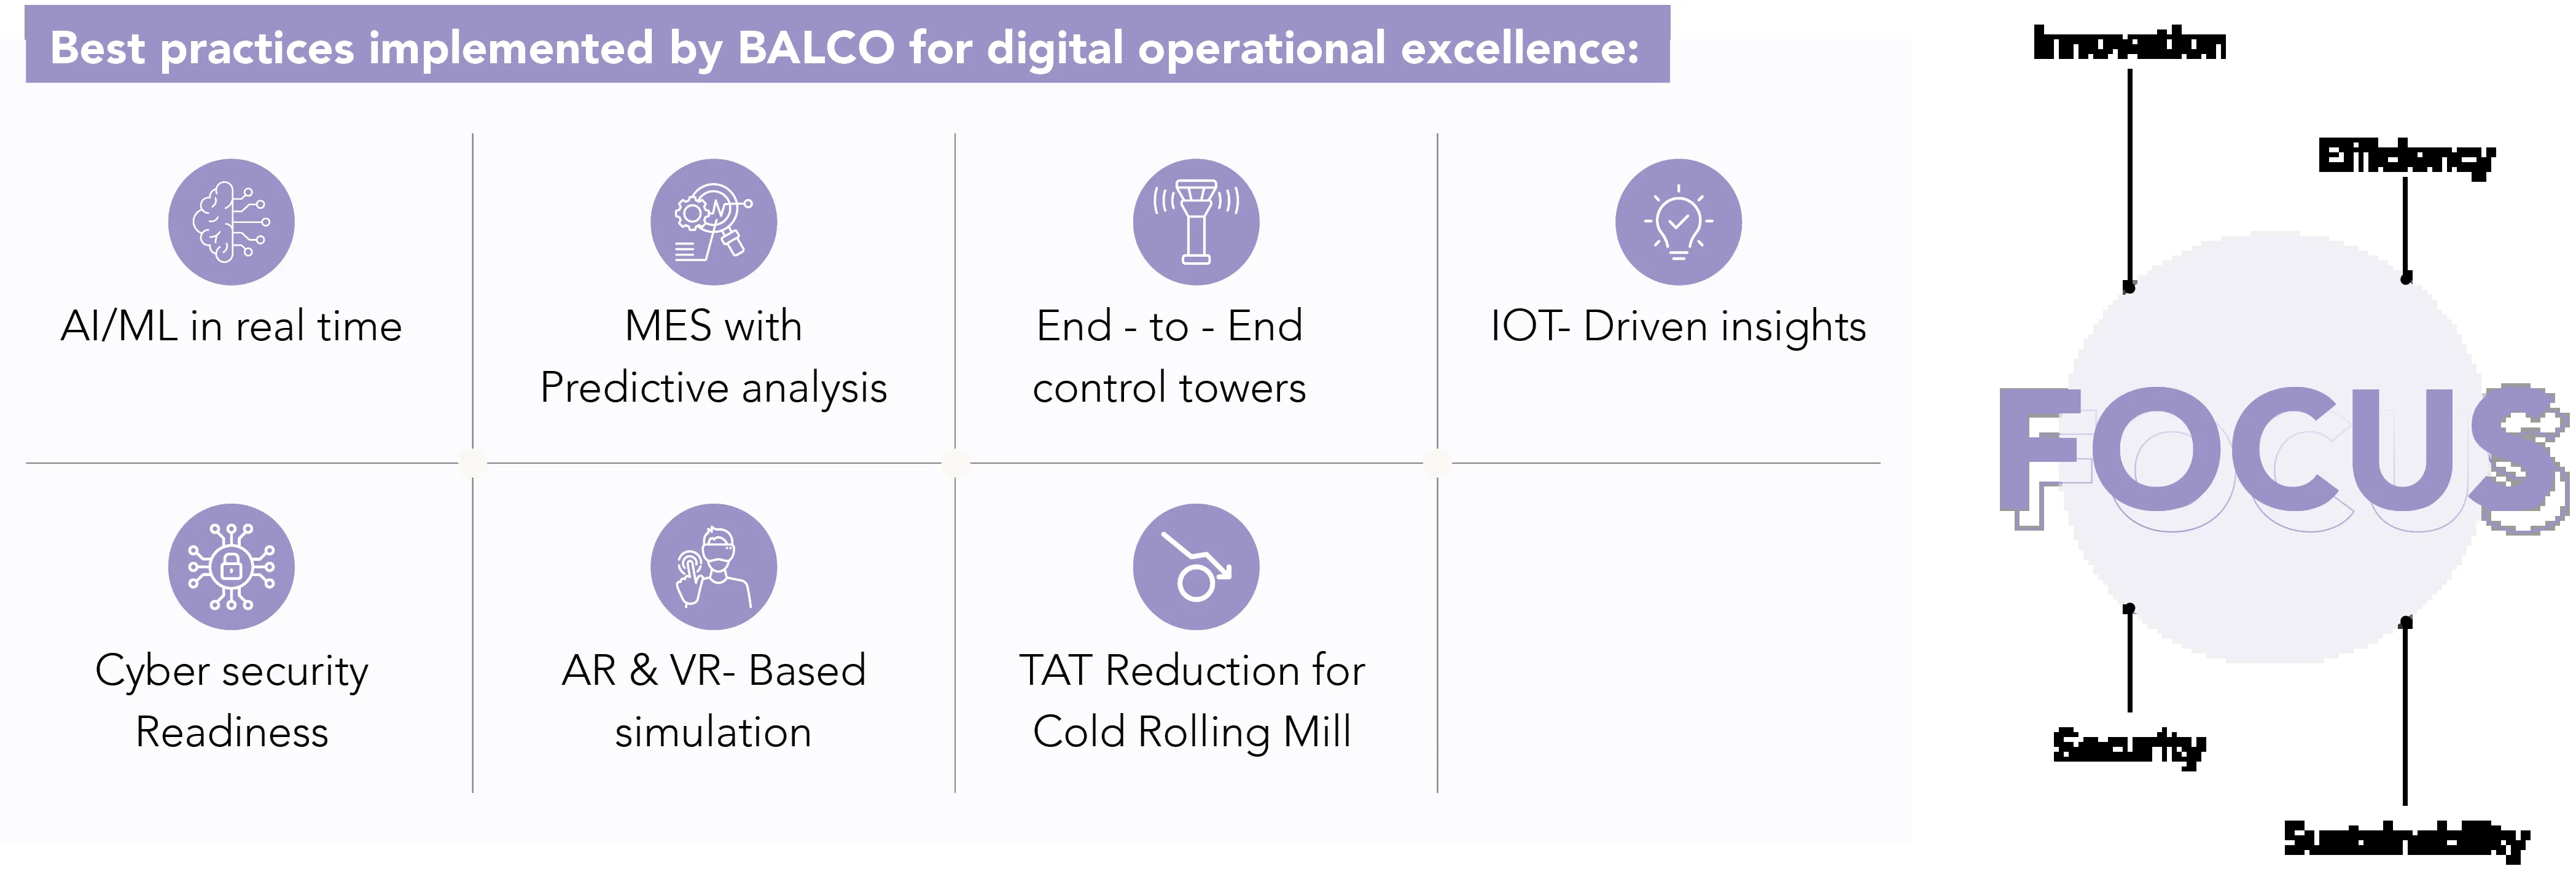 Best practices implemented by BALCO for digital operational excellence:
AI/ML in real time
MES with
Predictive analysis
End - to - End
control towers
IOT- Driven insights
Cyber security
Readiness
AR & VR- Based
simulation
TAT Reduction for
Cold Rolling Mill
Innovation
Efficiency
FOCUS
Security
Sustainability